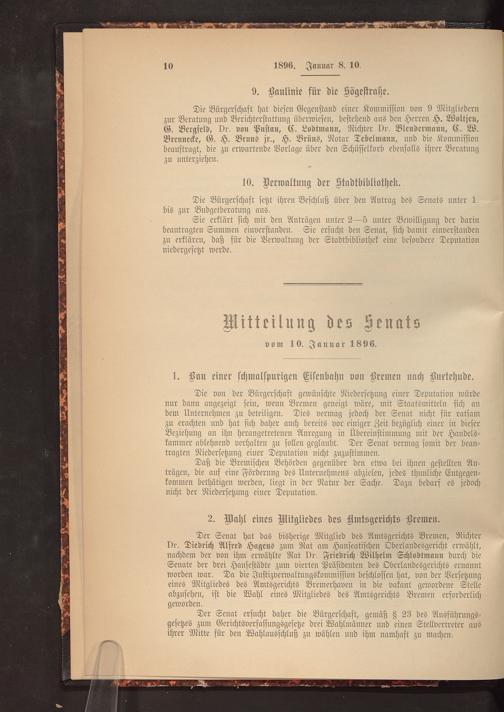 10
1896. Januar 8. 10.
9. Baulinie für die Sögestraße.
Die Bürgerschaft hat diesen Gegenstand einer Kommission von 9 Mitgliedern
zur Beratung und Berichterstattung überwiesen, bestehend aus den Herren H. Woltjen,
G. Bergfeld, Dr. von Pustau, C. Lodtmann, Richter Dr. Blendermann, C. W.
Brennecke, G. H. Bruns jr., H. Brüns, Notar Tebelmann, und die Kommission
beauftragt, die zu erwartende Vorlage über den Schüsselkorb ebenfalls ihrer Beratung
zu unterziehen.
10. Verwaltung der Stadtbibliothek.
Die Bürgerschaft setzt ihren Beschluß über den Antrag des Senats unter 1
bis zur Budgetberatung aus.
Sie erklärt sich mit den Anträgen unter 2—5 unter Bewilligung der darin
beantragten Summen einverstanden. Sie ersucht den Senat, sich damit einverstanden
zu erklären, daß für die Verwaltung der Stadtbibliothek eine besondere Deputation
niedergesetzt werde.
Mitteilung des Senats
vom 10. Januar 1896.
1. Bau einer schmalspurigen Eisenbahn von Bremen nach Burtehude.
Die von der Bürgerschaft gewünschte Niedersetzung einer Deputation würde
nur dann angezeigt sein, wenn Bremen geneigt wäre, mit Staatsmitteln sich an
dem Unternehmen zu beteiligen. Dies vermag jedoch der Senat nicht für ratsam
zu erachten und hat sich daher auch bereits vor einiger Zeit bezüglich einer in dieser
Beziehung an ihn herangetretenen Anregung in Übereinstimmung mit der Handels-
kammer ablehnend verhalten zu sollen geglaubt. Der Senat vermag somit der bean-
tragten Niedersetzung einer Deputation nicht zuzustimmen.
Daß die Bremischen Behörden gegenüber den etwa bei ihnen gestellten An-
trägen, die auf eine Förderung des Unternehmens abzielen, jedes thunliche Entgegen-
kommen bethätigen werden, liegt in der Natur der Sache. Dazu bedarf es jedoch
nicht der Niedersetzung einer Deputation.
2. Wahl eines Mitgliedes des Amtsgerichts Bremen.
Der Senat hat das bisherige Mitglied des Amtsgerichts Bremen, Richter
Dr. Diedrich Alfred Hagens zum Rat am Hanseatischen Oberlandesgericht erwählt,
nachdem der von ihm erwählte Rat Dr. Friedrich Wilhelm Schlodtmann durch die
Senate der drei Hansestädte zum vierten Präsidenten des Oberlandesgerichts ernannt
worden war. Da die Justizverwaltungskommission beschlossen hat, von der Versetzung
eines Mitgliedes des Amtsgerichts Bremerhaven in die vakant gewordene Stelle
abzusehen, ist die Wahl eines Mitgliedes des Amtsgerichts Bremen erforderlich
geworden.
Der Senat ersucht daher die Bürgerschaft, gemäß § 23 des Ausführungs-
gesetzes zum Gerichtsverfassungsgesetze drei Wahlmänner und einen Stellvertreter aus
ihrer Mitte für den Wahlausschluß zu wählen und ihm namhaft zu machen.